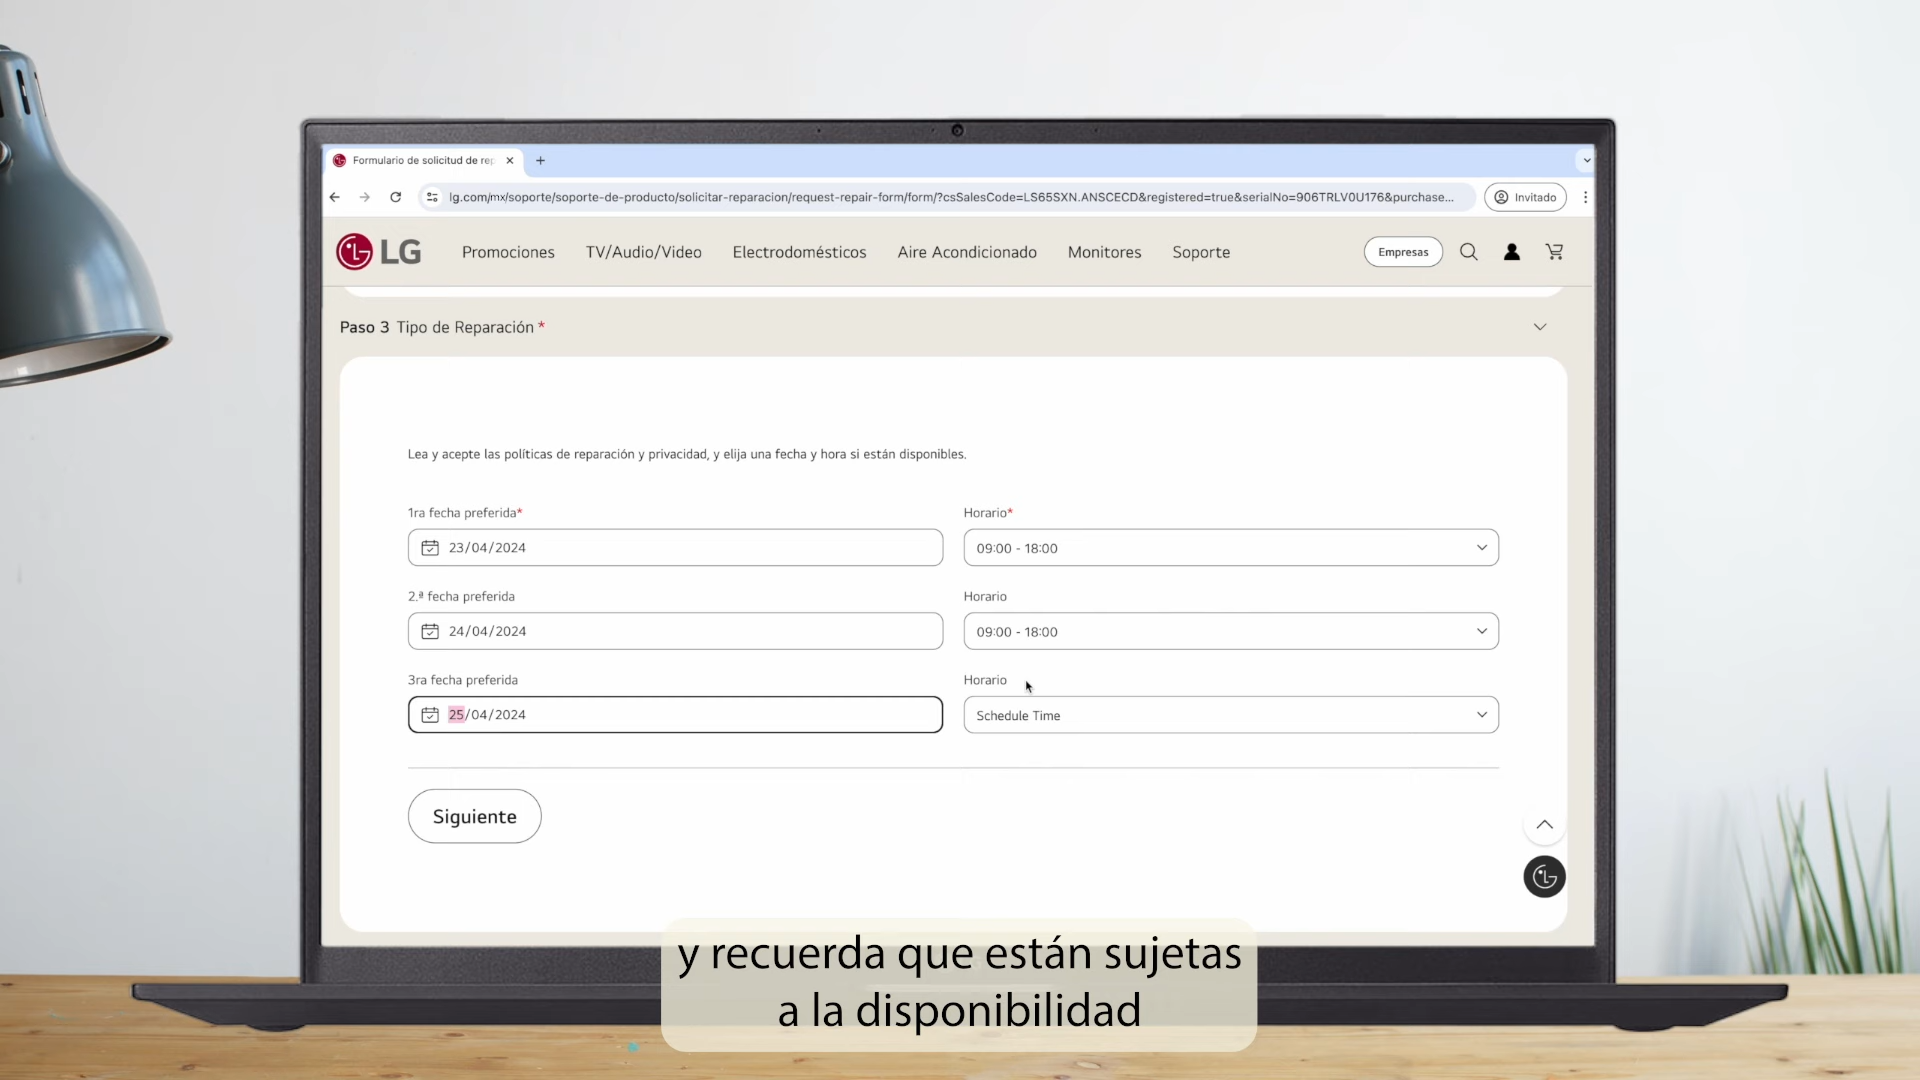 Formulario de solicitud de rep
lg.com/mx/soporte/soporte-de-producto/solicitar-reparacion/request-repair-form/form/?csSalesCode=LS65SXN.ANSCECD&registered=true&serialNo=906TRLV0U176&purchase...
Invitado
LG
Promociones
TV/Audio/Video
Electrodomésticos
Aire Acondicionado
Monitores
Soporte
Empresas
Paso 3 Tipo de Reparación *
Lea y acepte las políticas de reparación y privacidad, y elija una fecha y hora si están disponibles.
1ra fecha preferida*
Horario*
23/04/2024
09:00 - 18:00
2.ª fecha preferida
Horario
24/04/2024
09:00 - 18:00
3ra fecha preferida
Horario
25/04/2024
Schedule Time
Siguiente
y recuerda que están sujetas
a la disponibilidad